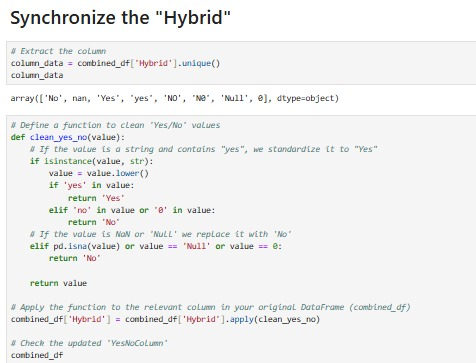 Synchronize the "Hybrid"
# Extract the column
column_data = combined_df['Hybrid'].unique()
column_data
array(['No', nan, 'Yes', 'yes', 'NO', 'N0', 'Null', 0], dtype=object)
# Define a function to clean 'Yes/No' values
def clean_yes_no(value):
    # If the value is a string and contains "yes", we standardize it to "Yes"
    if isinstance(value, str):
        value = value.lower()
        if 'yes' in value:
            return 'Yes'
        elif 'no' in value or '0' in value:
            return 'No'
    # If the value is NaN or 'Null' we replace it with 'No'
    elif pd.isna(value) or value == 'Null' or value == 0:
        return 'No'
    return value
# Apply the function to the relevant column in your original DataFrame (combined_df)
combined_df['Hybrid'] = combined_df['Hybrid'].apply(clean_yes_no)
# Check the updated 'YesNoColumn'
combined_df